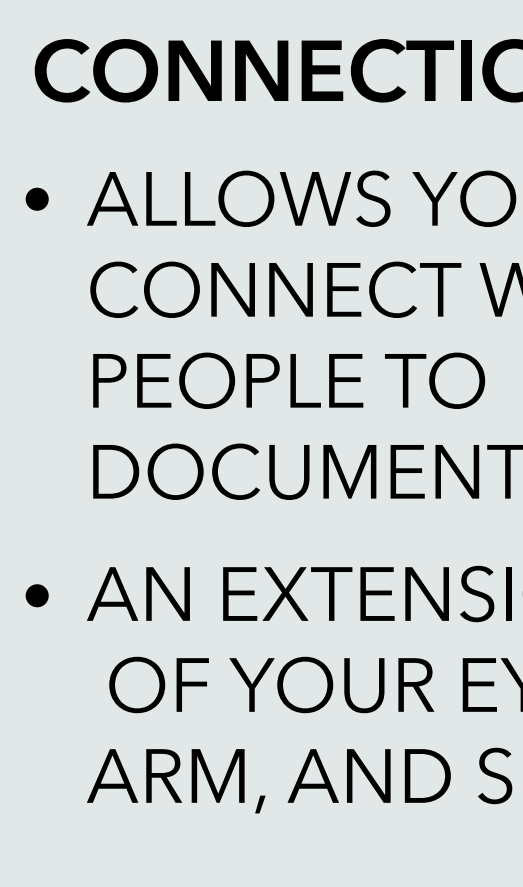 CONNECTIO
• ALLOWS YO
CONNECT W
PEOPLE TO
DOCUMENT
• AN EXTENSI
OF YOUR EY
ARM, AND S